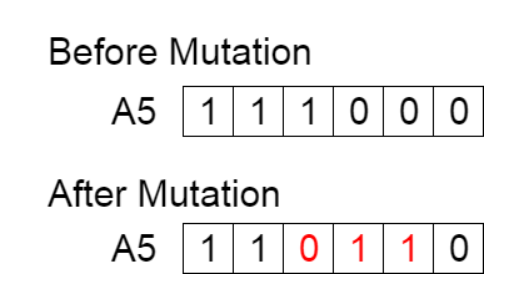 Before Mutation
A5 1 1 1 0 0 0
After Mutation
A5 1 1 0 1 1 0